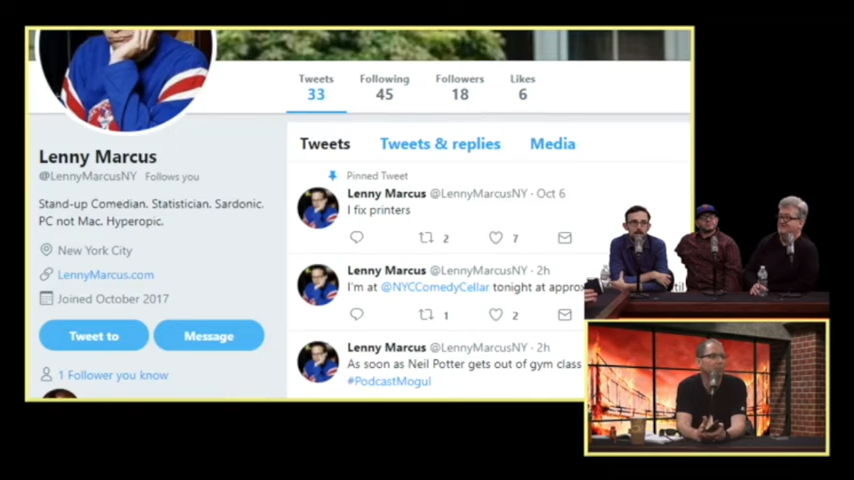 Tweets
Following
Followers
Likes
33
45
18
6
Lenny Marcus
@LennyMarcusNY Follows you
Stand-up Comedian. Statistician. Sardonic.
PC not Mac. Hyperopic.
New York City
LennyMarcus.com
Joined October 2017
Tweet to
Message
1 Follower you know
Tweets
Tweets & replies
Media
Pinned Tweet
Lenny Marcus @LennyMarcusNY · Oct 6
I fix printers
2
7
Lenny Marcus @LennyMarcusNY · 2h
I'm at @NYCComedyCellar tonight at approx
til
1
2
Lenny Marcus @LennyMarcusNY · 2h
As soon as Neil Potter gets out of gym class
#PodcastMogul